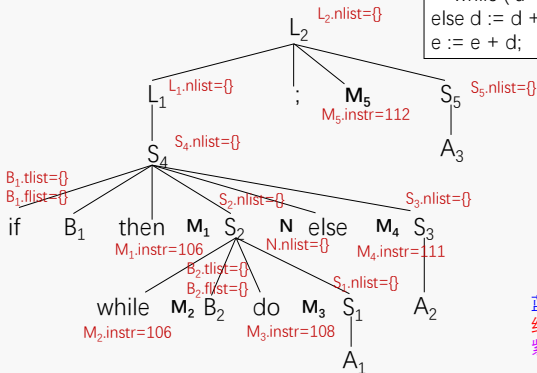 L₂.nlist={}
while ( d
else d := d +
e := e + d;
L₂
L₁ L₁.nlist={} ; M₅ S₅ S₅.nlist={}
M₅.instr=112
S₄.nlist={}
S₄ A₃
B₁.tlist={}
B₁.flist={} S₂.nlist={} S₃.nlist={}
if B₁ then M₁ S₂ N else M₄ S₃
M₁.instr=106 N.nlist={} M₄.instr=111
B₂.tlist={}
B₂.flist={} S₁.nlist={}
while M₂ B₂ do M₃ S₁ A₂
M₂.instr=106 M₃.instr=108
A₁